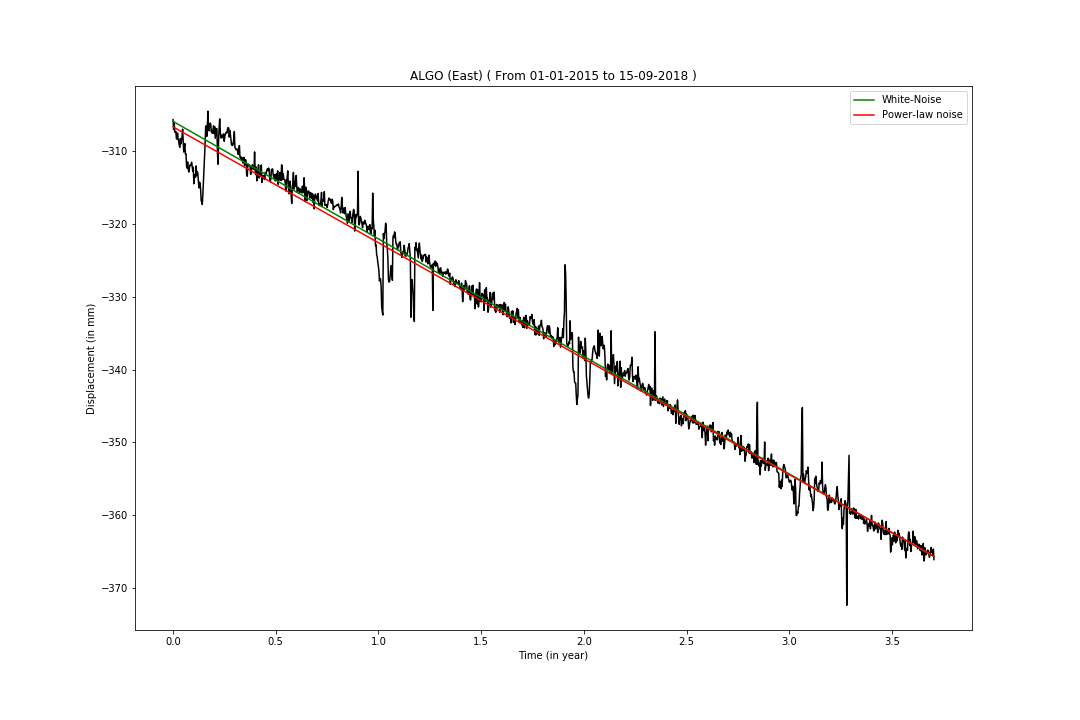 ALGO (East) ( From 01-01-2015 to 15-09-2018 )
White-Noise
Power-law noise
Displacement (in mm)
−310
−320
−330
−340
−350
−360
−370
0.0 0.5 1.0 1.5 2.0 2.5 3.0 3.5
Time (in year)